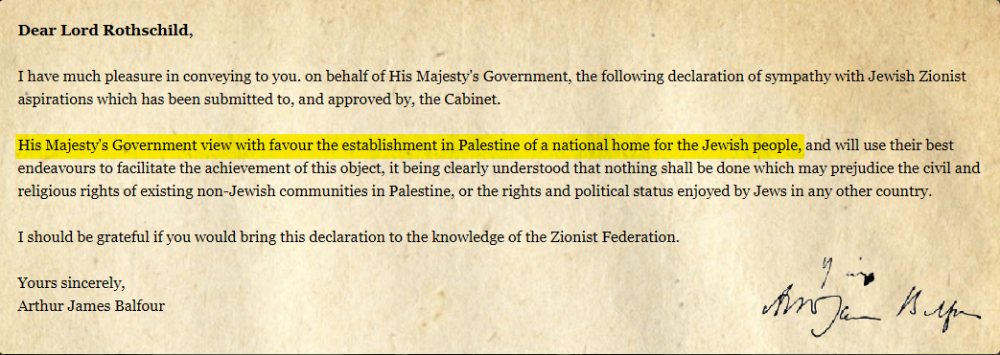 Dear Lord Rothschild,
I have much pleasure in conveying to you. on behalf of His Majesty's Government, the following declaration of sympathy with Jewish Zionist
aspirations which has been submitted to, and approved by, the Cabinet.
His Majesty's Government view with favour the establishment in Palestine of a national home for the Jewish people, and will use their best
endeavours to facilitate the achievement of this object, it being clearly understood that nothing shall be done which may prejudice the civil and
religious rights of existing non-Jewish communities in Palestine, or the rights and political status enjoyed by Jews in any other country.
I should be grateful if you would bring this declaration to the knowledge of the Zionist Federation.
Yours sincerely,
Arthur James Balfour
James Balfour